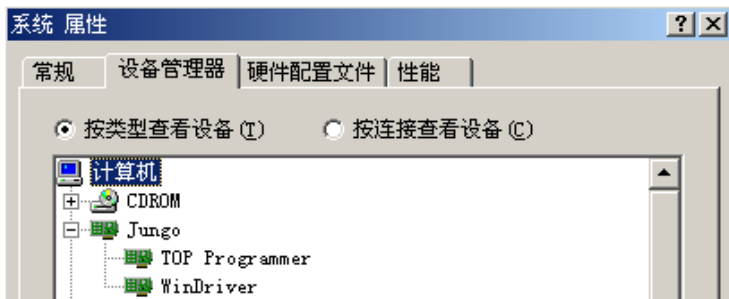 系统 属性
常规 设备管理器 硬件配置文件 性能
按类型查看设备(T) 按连接查看设备(C)
计算机
CDROM
Jungo
TOP Programmer
WinDriver